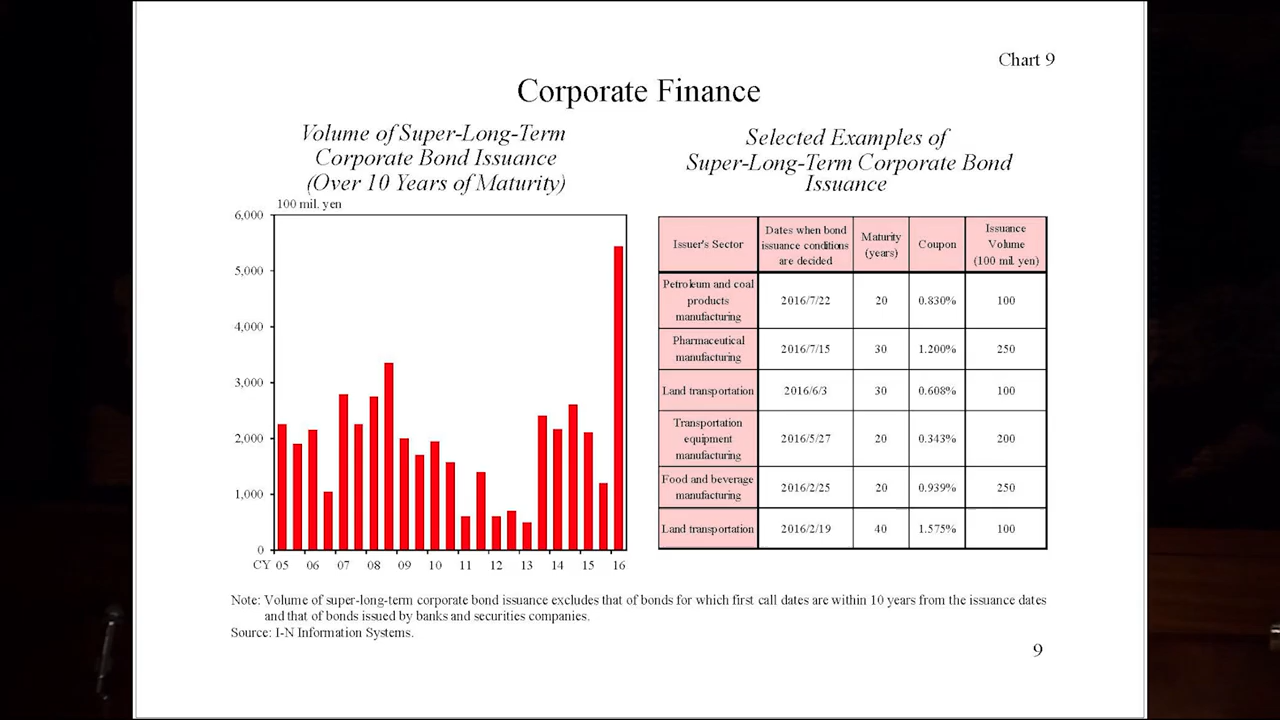 Chart 9
Corporate Finance
Volume of Super-Long-Term
Corporate Bond Issuance
(Over 10 Years of Maturity)
100 mil. yen
6,000
5,000
4,000
3,000
2,000
1,000
0
CY 05 06 07 08 09 10 11 12 13 14 15 16
Selected Examples of
Super-Long-Term Corporate Bond
Issuance
Issuer's Sector
Dates when bond
issuance conditions
are decided
Maturity
(years)
Coupon
Issuance
Volume
(100 mil. yen)
Petroleum and coal
products
manufacturing
2016/7/22
20
0.830%
100
Pharmaceutical
manufacturing
2016/7/15
30
1.200%
250
Land transportation
2016/6/3
30
0.608%
100
Transportation
equipment
manufacturing
2016/5/27
20
0.343%
200
Food and beverage
manufacturing
2016/2/25
20
0.939%
250
Land transportation
2016/2/19
40
1.575%
100
Note: Volume of super-long-term corporate bond issuance excludes that of bonds for which first call dates are within 10 years from the issuance dates
and that of bonds issued by banks and securities companies.
Source: I-N Information Systems.
9